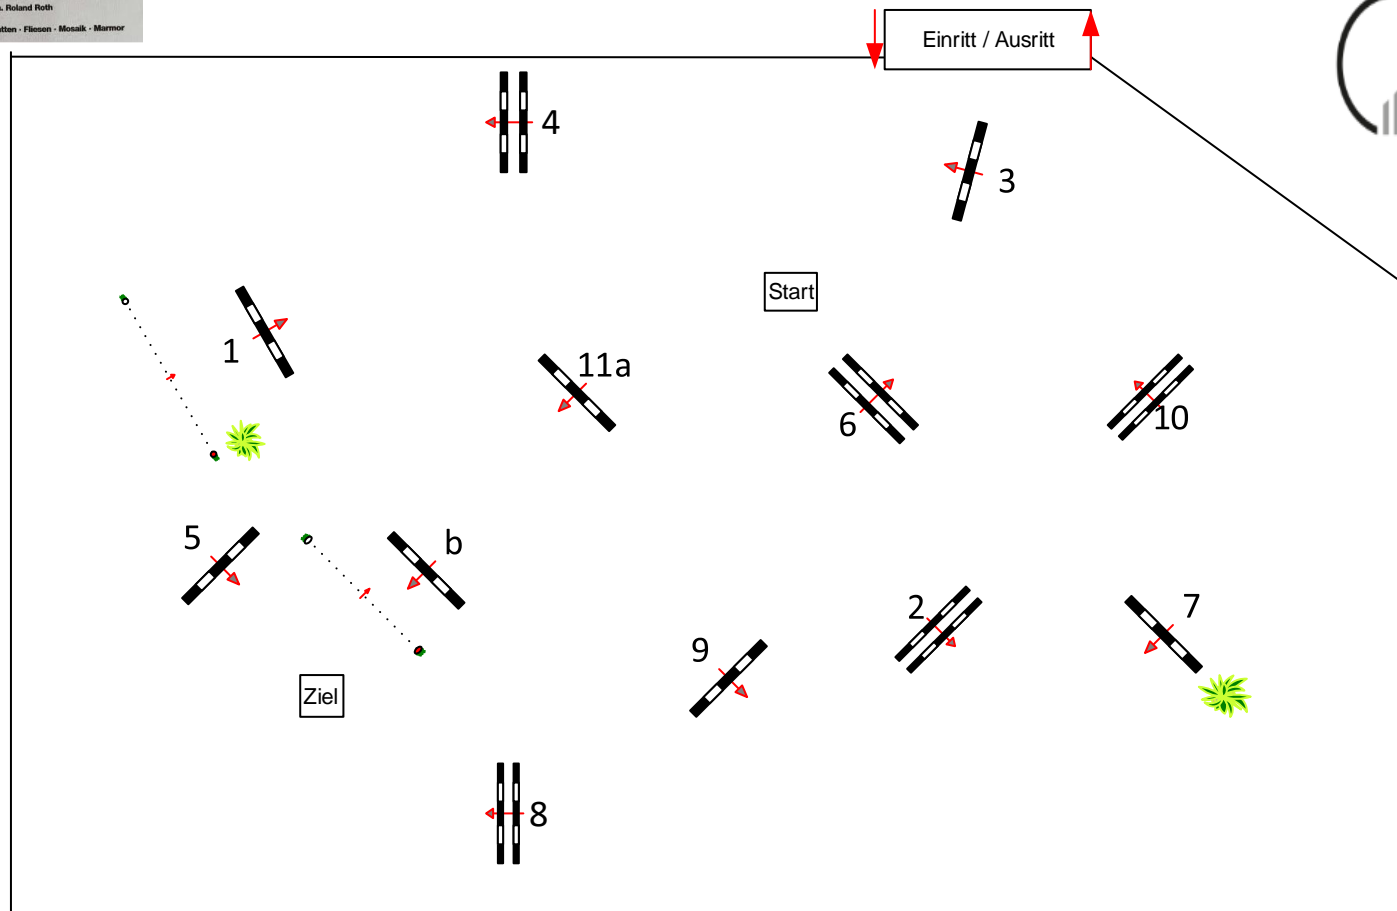 . Roland Roth
tten - Fliesen - Mosaik - Marmor
Einritt / Ausritt
4
3
Start
1
11a
6
10
5
b
2
7
9
Ziel
8